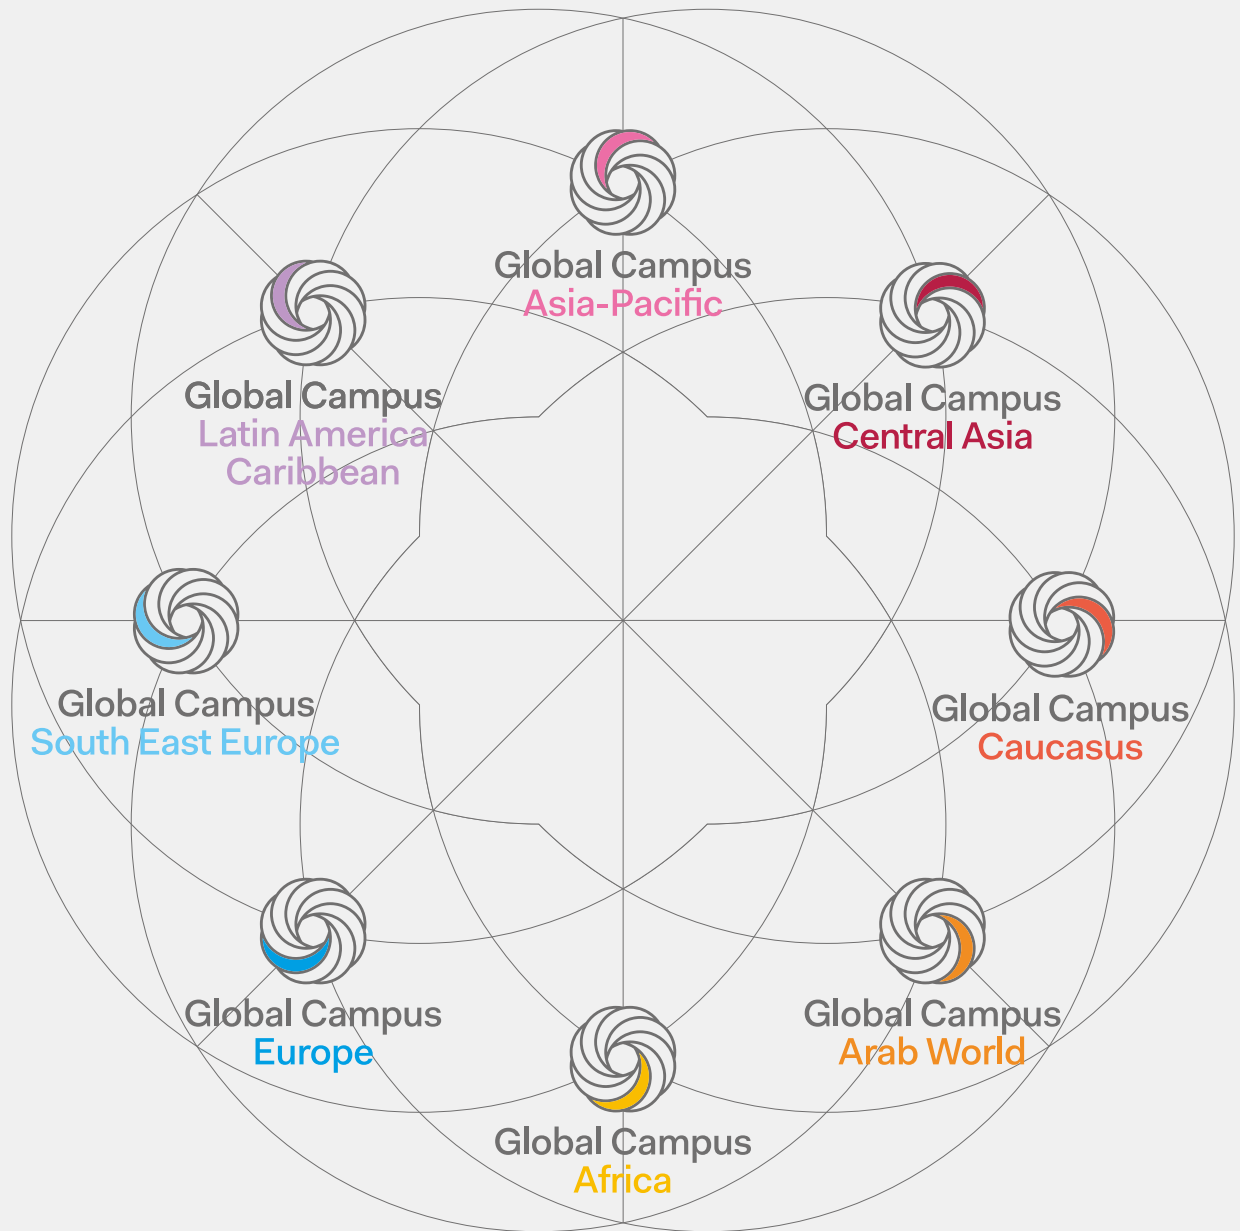 Global Campus
Asia-Pacific
Global Campus
Latin America
Caribbean
Global Campus
Central Asia
Global Campus
South East Europe
Global Campus
Caucasus
Global Campus
Europe
Global Campus
Arab World
Global Campus
Africa